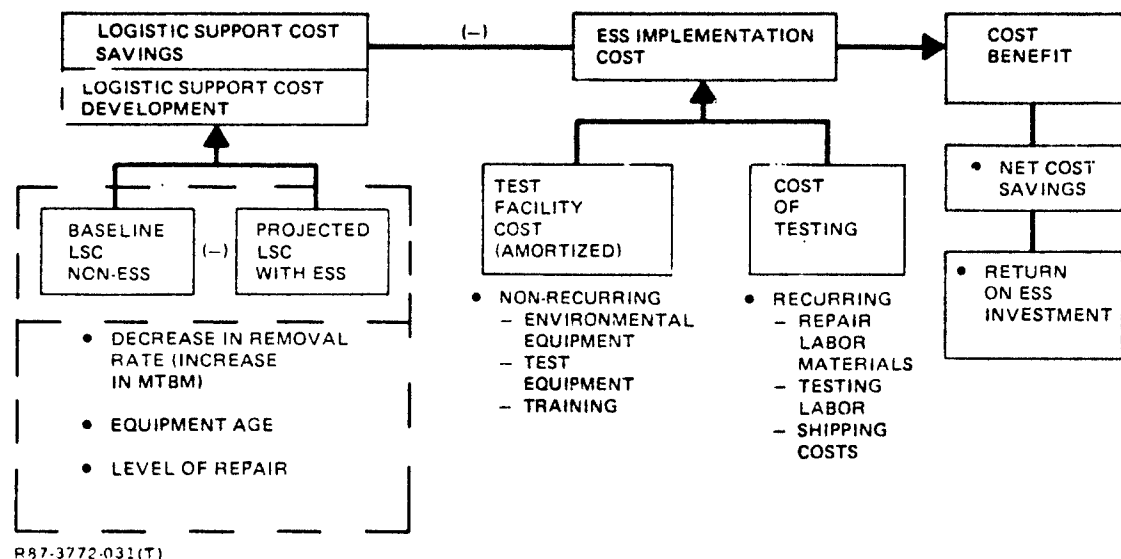 LOGISTIC SUPPORT COST
SAVINGS
(—)
ESS IMPLEMENTATION
COST
COST
BENEFIT
LOGISTIC SUPPORT COST
DEVELOPMENT
BASELINE
LSC
NON-ESS
(—)
PROJECTED
LSC
WITH ESS
TEST
FACILITY
COST
(AMORTIZED)
COST
OF
TESTING
• NET COST
SAVINGS
• RETURN
ON ESS
INVESTMENT
• DECREASE IN REMOVAL
RATE (INCREASE
IN MTBM)
• EQUIPMENT AGE
• LEVEL OF REPAIR
• NON-RECURRING
– ENVIRONMENTAL
EQUIPMENT
– TEST
EQUIPMENT
– TRAINING
• RECURRING
– REPAIR
LABOR
MATERIALS
– TESTING
LABOR
– SHIPPING
COSTS
R87-3772-031(T)